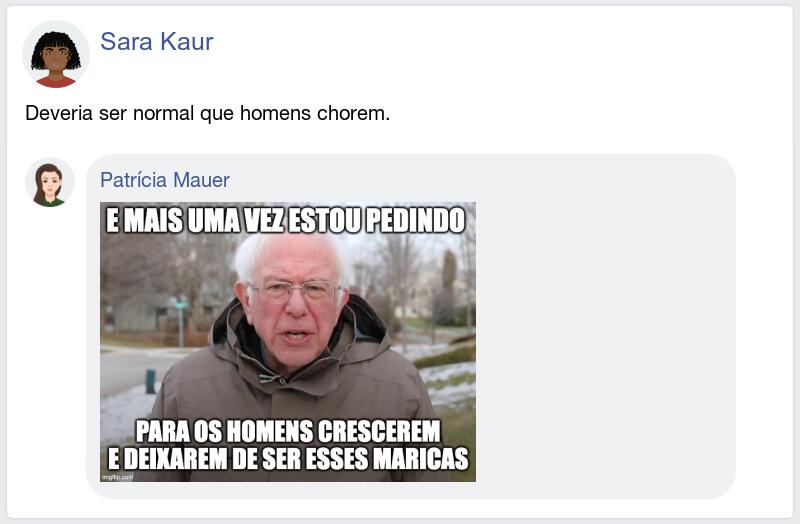 Sara Kaur
Deveria ser normal que homens chorem.
Patrícia Mauer
E MAIS UMA VEZ ESTOU PEDINDO
PARA OS HOMENS CRESCEREM
E DEIXAREM DE SER ESSES MARICAS
imgflip.com